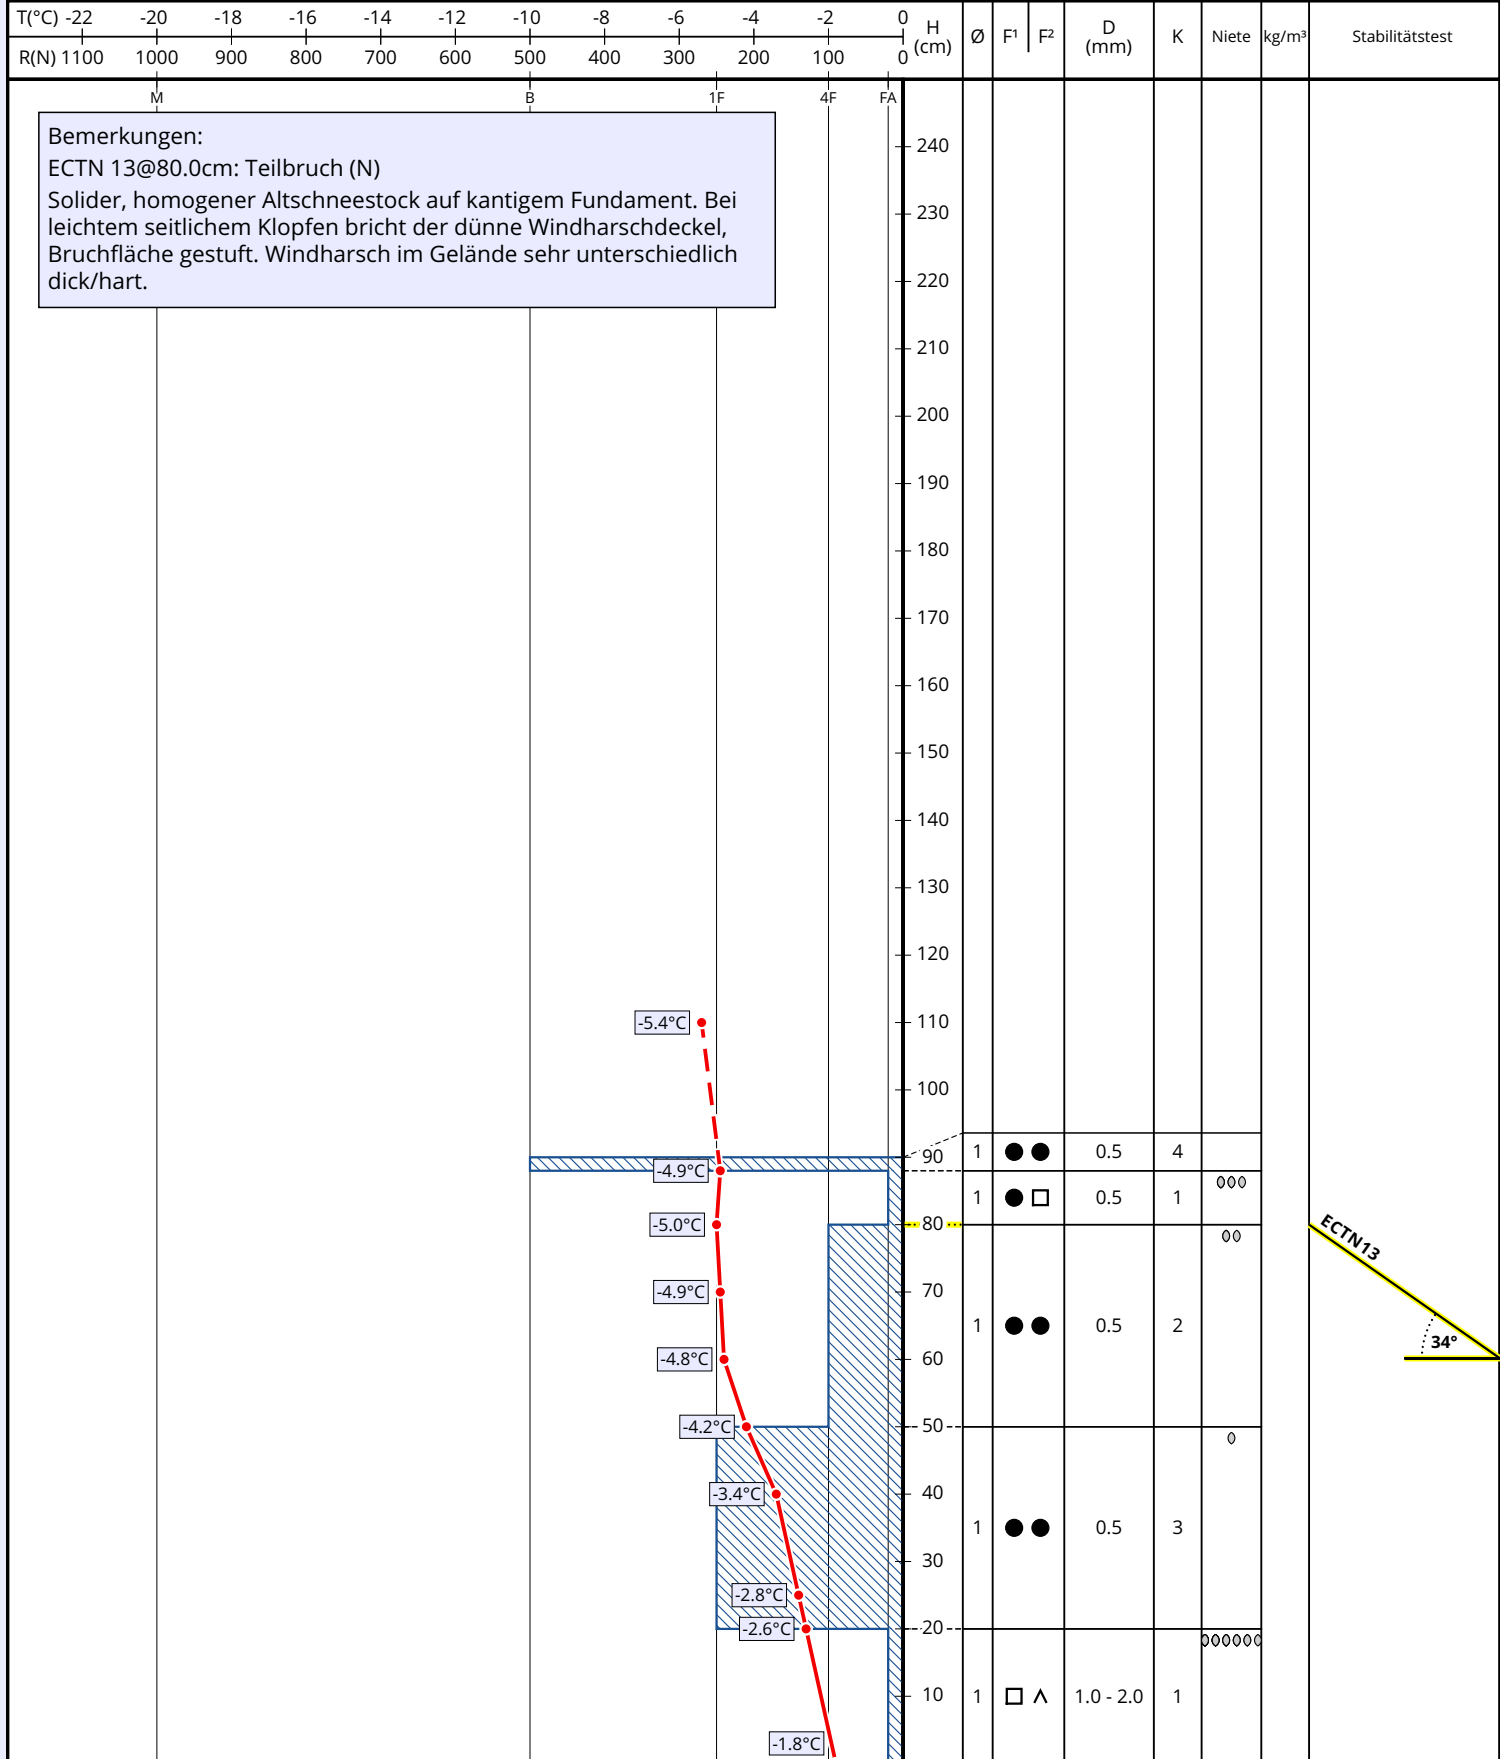 T(°C) -22 -20 -18 -16 -14 -12 -10 -8 -6 -4 -2 0
R(N) 1100 1000 900 800 700 600 500 400 300 200 100 0
H (cm) Ø F¹ F² D (mm) K Niete kg/m³ Stabilitätstest
M B 1F 4F FA
Bemerkungen:
ECTN 13@80.0cm: Teilbruch (N)
Solider, homogener Altschneestock auf kantigem Fundament. Bei
leichtem seitlichem Klopfen bricht der dünne Windharschdeckel,
Bruchfläche gestuft. Windharsch im Gelände sehr unterschiedlich
dick/hart.
240
230
220
210
200
190
180
170
160
150
140
130
120
-5.4°C 110
100
90 1 0.5 4
-4.9°C
1 0.5 1
-5.0°C 80
ECTN13
-4.9°C 70
1 0.5 2
34°
-4.8°C 60
-4.2°C 50
-3.4°C 40
1 0.5 3
30
-2.8°C
-2.6°C 20
10 1 1.0 - 2.0 1
-1.8°C